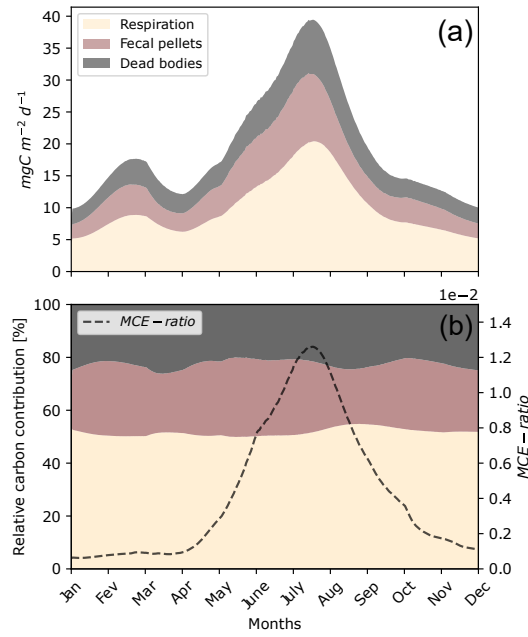 (a)
Respiration
Fecal pellets
Dead bodies
mgC m⁻² d⁻¹
40
35
30
25
20
15
10
5
0
1e−2
(b)
MCE−ratio
Relative carbon contribution [%]
100
80
60
40
20
0
1.4
1.2
1.0
0.8
0.6
0.4
0.2
0.0
MCE−ratio
Jan Fev Mar Apr May June July Aug Sep Oct Nov Dec
Months